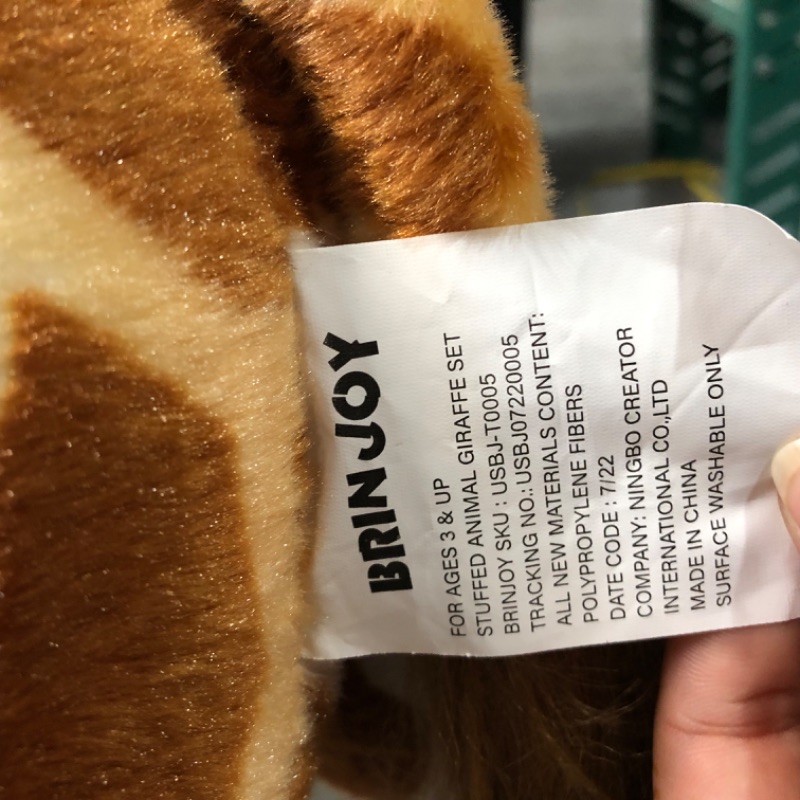 BRINJOY
FOR AGES 3 & UP
STUFFED ANIMAL GIRAFFE SET
BRINJOY SKU : USBJ-T0005
TRACKING NO.: USBJ07220005
ALL NEW MATERIALS CONTENT:
POLYPROPYLENE FIBERS
DATE CODE : 7/22
COMPANY: NINGBO CREATOR
INTERNATIONAL CO.,LTD
MADE IN CHINA
SURFACE WASHABLE ONLY